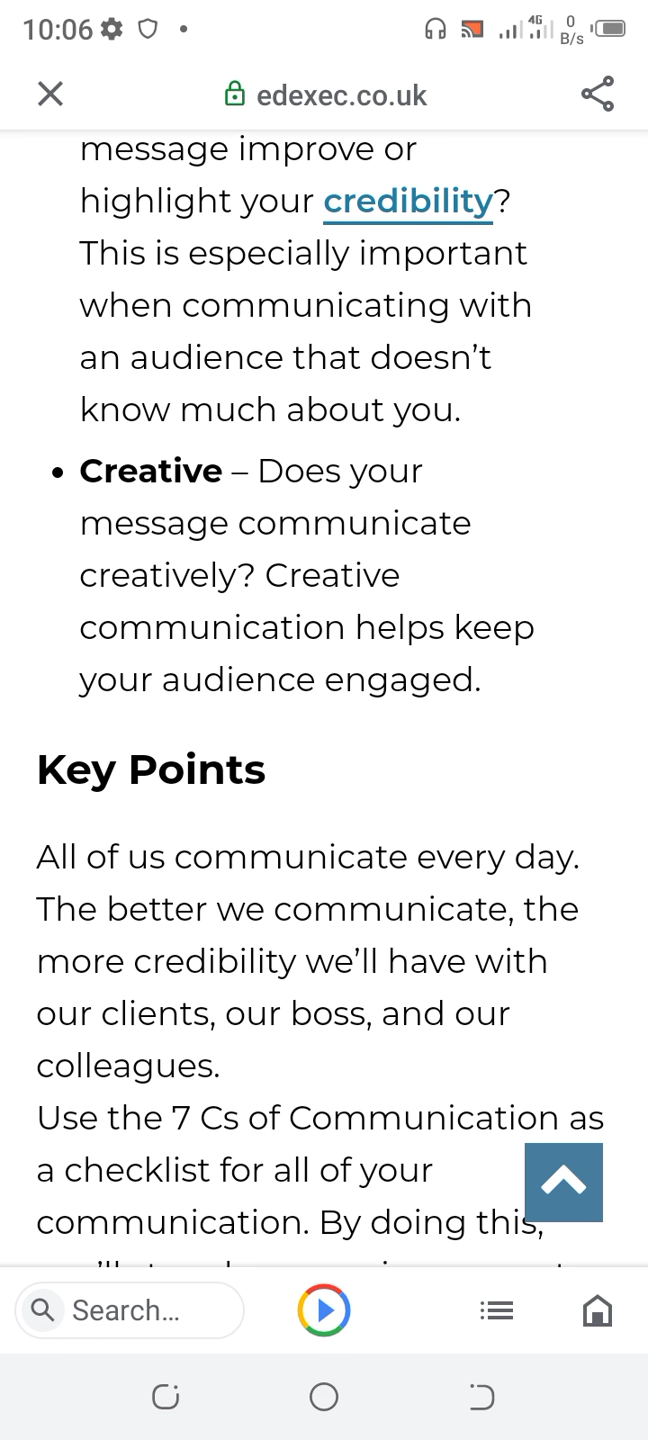 10:06
4G
0
B/s
edexec.co.uk
message improve or
highlight your credibility?
This is especially important
when communicating with
an audience that doesn’t
know much about you.
• Creative – Does your
message communicate
creatively? Creative
communication helps keep
your audience engaged.
Key Points
All of us communicate every day.
The better we communicate, the
more credibility we’ll have with
our clients, our boss, and our
colleagues.
Use the 7 Cs of Communication as
a checklist for all of your
communication. By doing this,
Search...